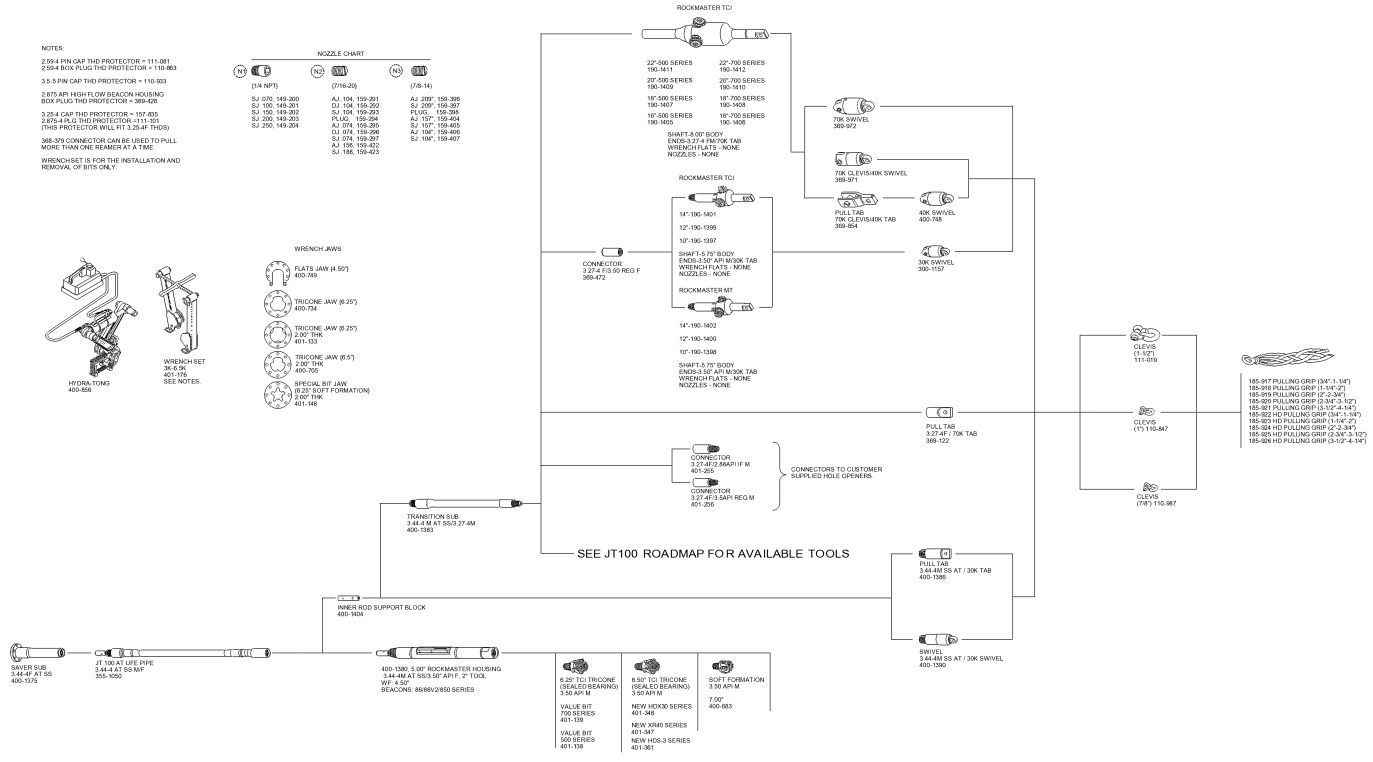 NOTES:
2.59-4 PIN CAP THD PROTECTOR = 111-081
2.59-4 BOX PLUG THD PROTECTOR = 110-863
3.5-5 PIN CAP THD PROTECTOR = 110-933
2.875 API HIGH FLOW BEACON HOUSING
BOX PLUG THD PROTECTOR = 369-426
3.25-4 CAP THD PROTECTOR = 157-835
2.875-4 PLG THD PROTECTOR =111-101
(THIS PROTECTOR WILL FIT 3.25-4F THDS)
368-379 CONNECTOR CAN BE USED TO PULL
MORE THAN ONE REAMER AT A TIME
WRENCH SET IS FOR THE INSTALLATION AND
REMOVAL OF BITS ONLY.
NOZZLE CHART
N1
(1/4 NPT)
SJ .070, 149-200
SJ .100, 149-201
SJ .150, 149-202
SJ .200, 149-203
SJ .250, 149-204
N2
(7/16-20)
AJ .104, 159-291
DJ .104, 159-292
SJ .104, 159-293
PLUG, 159-294
AJ .074, 159-295
DJ .074, 159-296
SJ .074, 159-297
AJ .156, 159-422
SJ .188, 159-423
N3
(7/8-14)
AJ .209", 159-396
SJ .209", 159-397
PLUG, 159-398
AJ .157", 159-404
SJ .157", 159-405
AJ .104", 159-406
SJ .104", 159-407
HYDRA-TONG
400-856
WRENCH SET
3K-6.5K
401-176
SEE NOTES.
WRENCH JAWS
FLATS JAW (4.50")
400-749
TRICONE JAW (6.25")
400-734
TRICONE JAW (6.25")
2.00" THK
401-133
TRICONE JAW (6.5")
2.00" THK
400-705
SPECIAL BIT JAW
(6.25" SOFT FORMATION)
2.00" THK
401-148
ROCKMASTER TCI
22"-500 SERIES
190-1411
20"-500 SERIES
190-1409
18"-500 SERIES
190-1407
16"-500 SERIES
190-1405
22"-700 SERIES
190-1412
20"-700 SERIES
190-1410
18"-700 SERIES
190-1408
16"-700 SERIES
190-1406
SHAFT-8.00" BODY
ENDS-3.27-4 FM/70K TAB
WRENCH FLATS - NONE
NOZZLES - NONE
70K SWIVEL
369-972
70K CLEVIS/40K SWIVEL
369-971
PULL TAB
70K CLEVIS/40K TAB
369-854
40K SWIVEL
400-748
CONNECTOR
3.27-4 F/3.50 REG F
369-472
ROCKMASTER TCI
14"-190-1401
12"-190-1399
10"-190-1397
SHAFT-5.75" BODY
ENDS-3.50" API M/30K TAB
WRENCH FLATS - NONE
NOZZLES - NONE
ROCKMASTER MT
14"-190-1402
12"-190-1400
10"-190-1398
SHAFT-5.75" BODY
ENDS-3.50" API M/30K TAB
WRENCH FLATS - NONE
NOZZLES - NONE
30K SWIVEL
300-1157
PULL TAB
3.27-4F / 70K TAB
369-122
CLEVIS
(1-1/2")
111-019
CLEVIS
(1") 110-847
CLEVIS
(7/8") 110-987
185-917 PULLING GRIP (3/4"-1-1/4")
185-918 PULLING GRIP (1-1/4"-2")
185-919 PULLING GRIP (2"-2-3/4")
185-920 PULLING GRIP (2-3/4"-3-1/2")
185-921 PULLING GRIP (3-1/2"-4-1/4")
185-922 HD PULLING GRIP (3/4"-1-1/4")
185-923 HD PULLING GRIP (1-1/4"-2")
185-924 HD PULLING GRIP (2"-2-3/4")
185-925 HD PULLING GRIP (2-3/4"-3-1/2")
185-926 HD PULLING GRIP (3-1/2"-4-1/4")
CONNECTOR
3.27-4F/2.88API IF M
401-255
CONNECTOR
3.27-4F/3.5API REG M
401-256
CONNECTORS TO CUSTOMER
SUPPLIED HOLE OPENERS.
TRANSITION SUB
3.44-4 M AT SS/3.27-4M
400-1383
SEE JT100 ROADMAP FOR AVAILABLE TOOLS
PULL TAB
3.44-4M SS AT / 30K TAB
400-1386
SWIVEL
3.44-4M SS AT / 30K SWIVEL
400-1390
INNER ROD SUPPORT BLOCK
400-1404
SAVER SUB
3.44-4F AT SS
400-1375
JT 100 AT UFE PIPE
3.44-4 AT SS M/F
355-1050
400-1380, 5.00" ROCKMASTER HOUSING
3.44-4M AT SS/3.50" API F, 2" TOOL
WF: 4.50"
BEACONS: 86/86V2/850 SERIES
6.25" TCI TRICONE
(SEALED BEARING)
3.50 API M
VALUE BIT
700 SERIES
401-139
VALUE BIT
500 SERIES
401-138
6.50" TCI TRICONE
(SEALED BEARING)
3.50 API M
NEW HDX30 SERIES
401-346
NEW XR40 SERIES
401-347
NEW HDS-3 SERIES
401-361
SOFT FORMATION
3.50 API M
7.00"
400-683